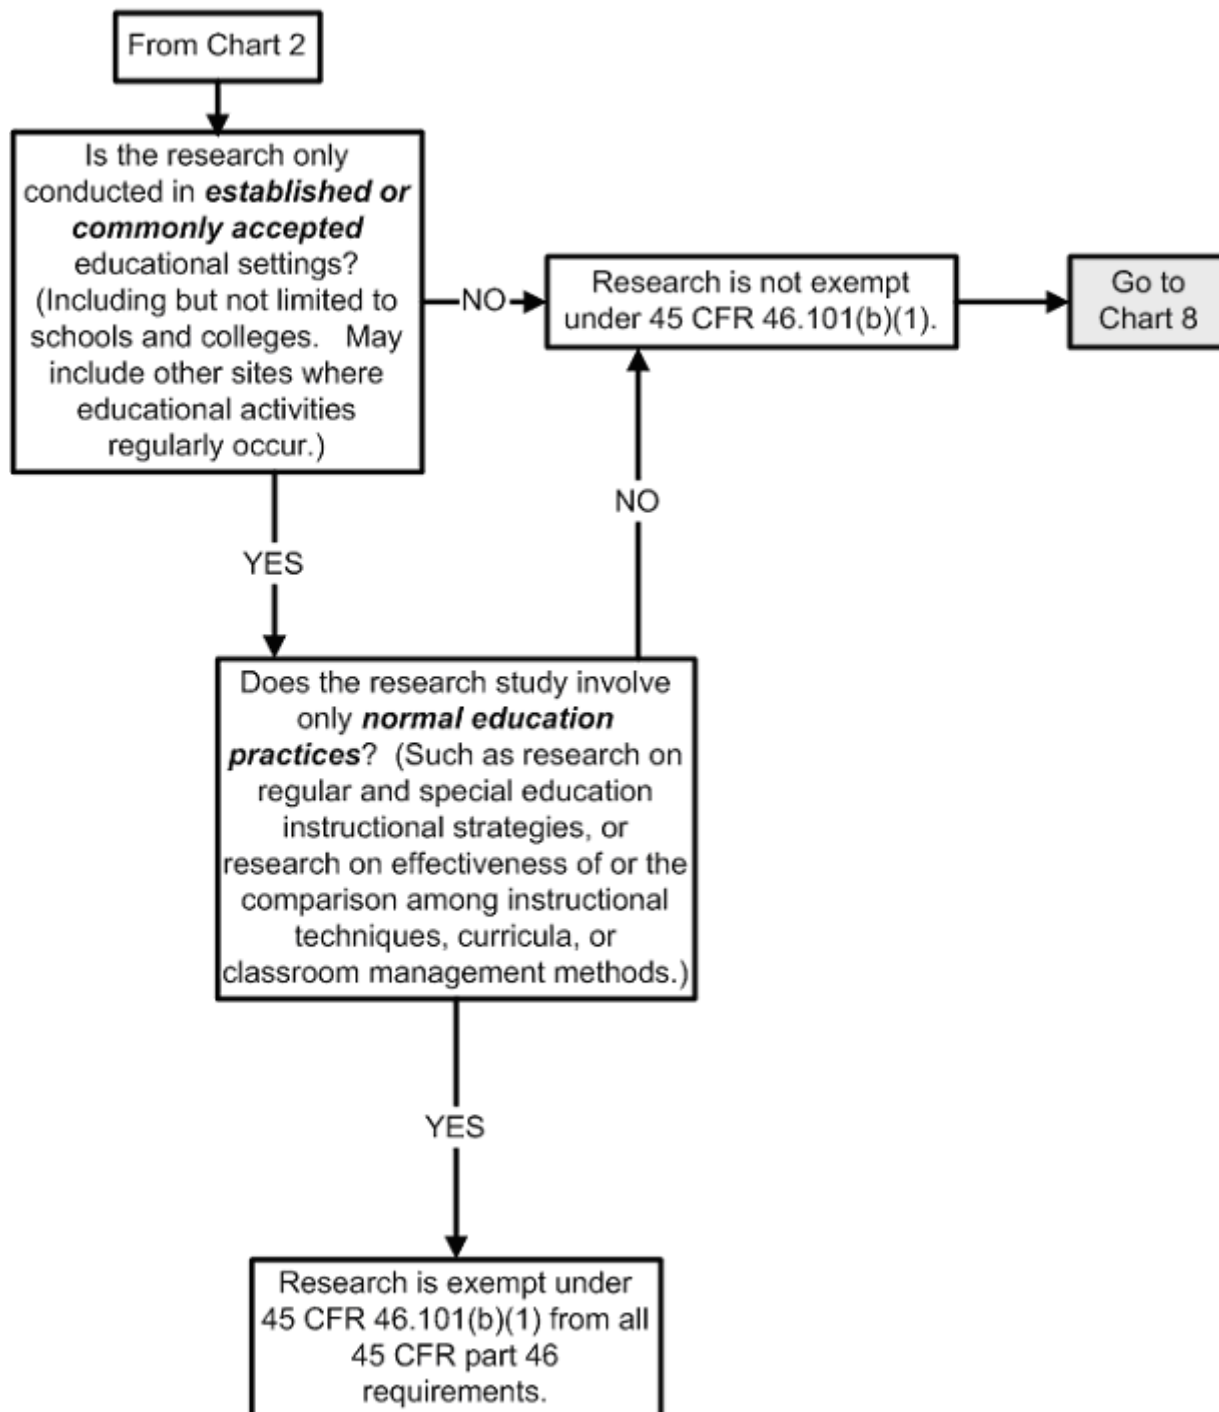 From Chart 2
Is the research only
conducted in established or
commonly accepted
educational settings?
(Including but not limited to
schools and colleges. May
include other sites where
educational activities
regularly occur.)
NO
Research is not exempt
under 45 CFR 46.101(b)(1).
Go to
Chart 8
NO
YES
Does the research study involve
only normal education
practices? (Such as research on
regular and special education
instructional strategies, or
research on effectiveness of or the
comparison among instructional
techniques, curricula, or
classroom management methods.)
YES
Research is exempt under
45 CFR 46.101(b)(1) from all
45 CFR part 46
requirements.